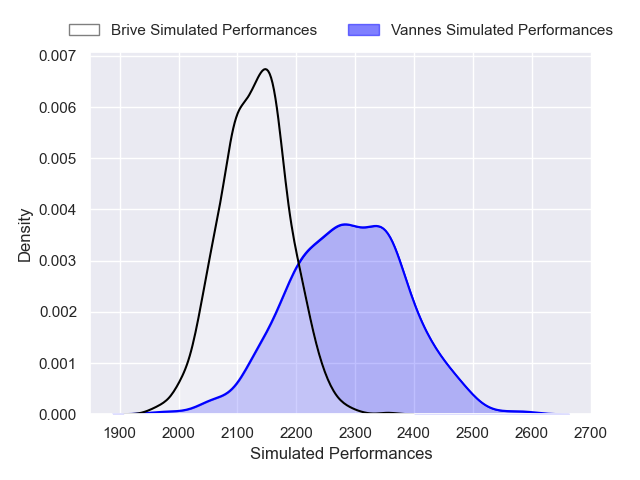 Brive Simulated Performances
Vannes Simulated Performances
0.007
0.006
0.005
0.004
0.003
0.002
0.001
0.000
Density
1900 2000 2100 2200 2300 2400 2500 2600 2700
Simulated Performances